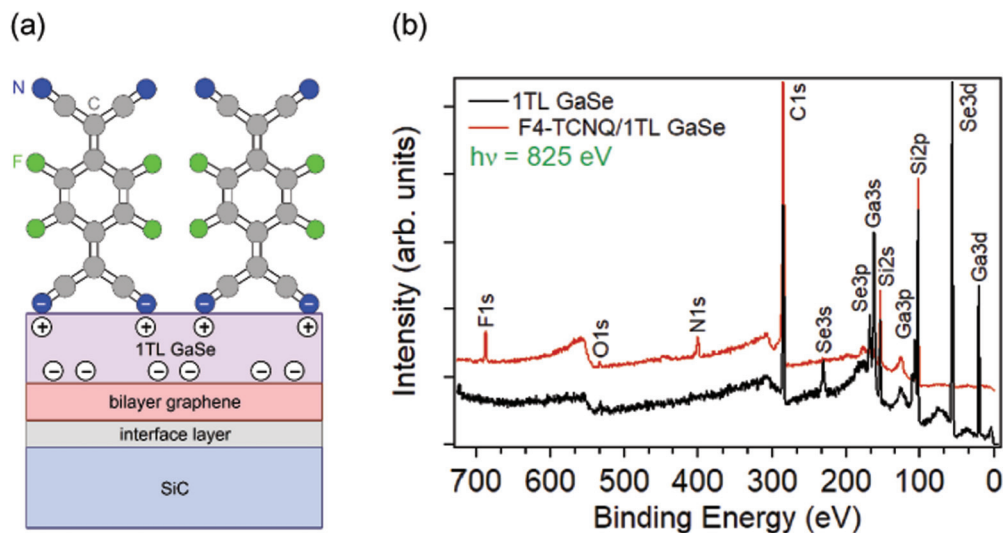 (a)
N
C
F
− − − −
+ + + +
1TL GaSe
− − − − − −
bilayer graphene
interface layer
SiC
(b)
1TL GaSe
F4-TCNQ/1TL GaSe
hν = 825 eV
Intensity (arb. units)
F1s
O1s
N1s
C1s
Se3s
Se3p
Ga3s
Si2s
Ga3p
Si2p
Se3d
Ga3d
700 600 500 400 300 200 100 0
Binding Energy (eV)